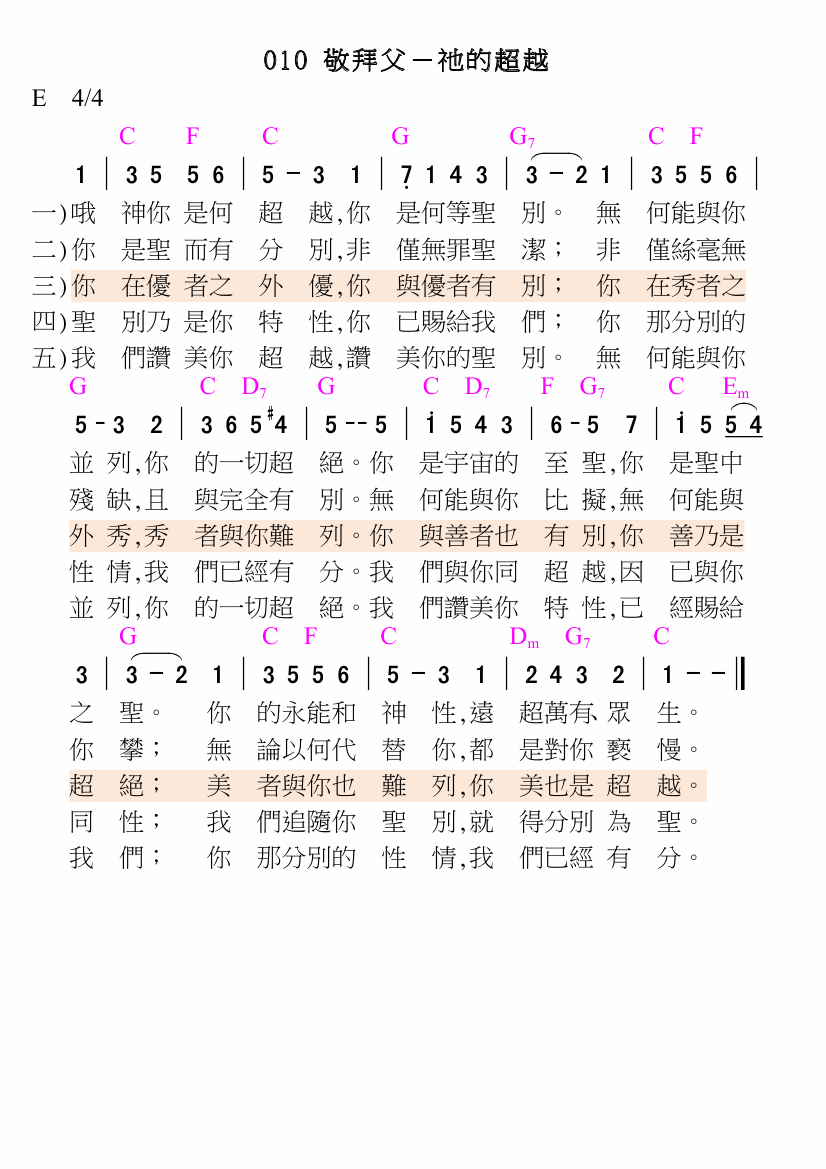 010 敬拜父－祂的超越
E 4/4
C F C G G7 C F
1 | 3 5 5 6 | 5 - 3 1 | 7̣ 1 4 3 | 3 - 2 1 | 3 5 5 6 |
一)哦 神你 是何 超 越,你 是何等聖 別。 無 何能與你
二)你 是聖 而有 分 別,非 僅無罪聖 潔； 非 僅絲毫無
三)你 在優 者之 外 優,你 與優者有 別； 你 在秀者之
四)聖 別乃 是你 特 性,你 已賜給我 們； 你 那分別的
五)我 們讚 美你 超 越,讚 美你的聖 別。 無 何能與你
G C D7 G C D7 F G7 C Em
5 - 3 2 | 3 6 5 #4 | 5 - - 5 | 1̇ 5 4 3 | 6 - 5 7 | 1̇ 5 5 4
並 列,你 的一切超 絕。你 是宇宙的 至 聖,你 是聖中
殘 缺,且 與完全有 別。無 何能與你 比 擬,無 何能與
外 秀,秀 者與你難 列。你 與善者也 有 別,你 善乃是
性 情,我 們已經有 分。我 們與你同 超 越,因 已與你
並 列,你 的一切超 絕。我 們讚美你 特 性,已 經賜給
G C F C Dm G7 C
3 | 3 - 2 1 | 3 5 5 6 | 5 - 3 1 | 2 4 3 2 | 1 - - ‖
之 聖。 你 的永能和 神 性,遠 超萬有、眾 生。
你 攀； 無 論以何代 替 你,都 是對你 褻 慢。
超 絕； 美 者與你也 難 列,你 美也是 超 越。
同 性； 我 們追隨你 聖 別,就 得分別 為 聖。
我 們； 你 那分別的 性 情,我 們已經 有 分。